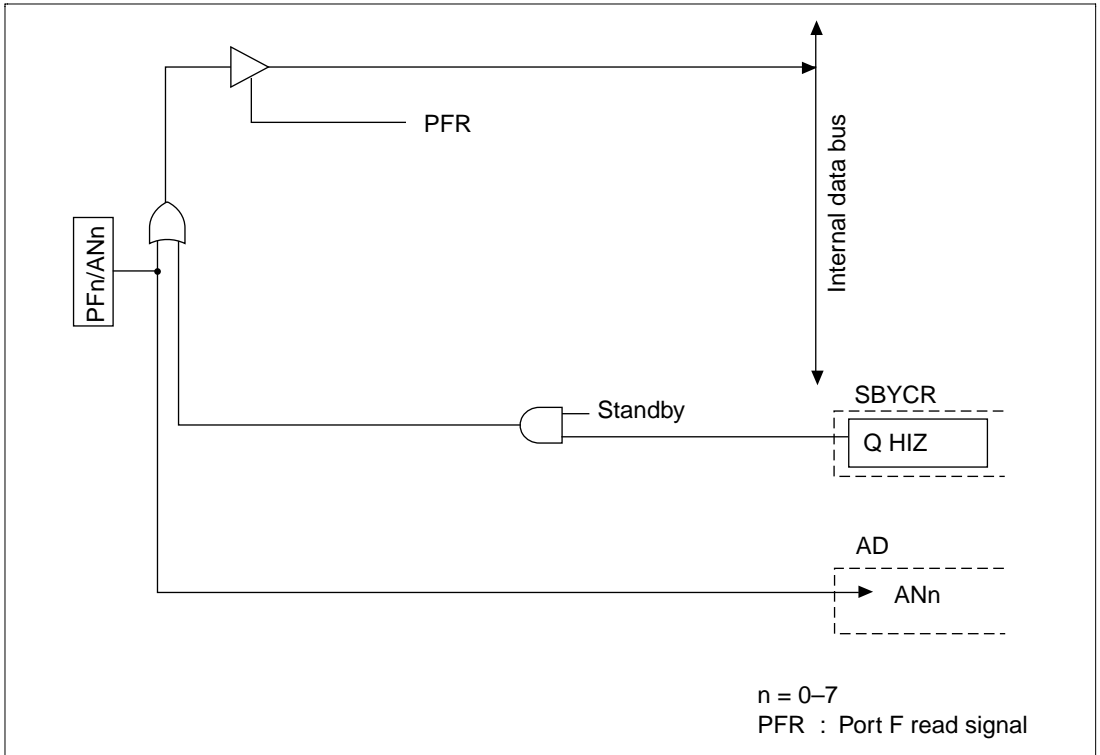 PFR
PFn/ANn
Internal data bus
Standby
SBYCR
Q HIZ
AD
ANn
n = 0–7
PFR : Port F read signal